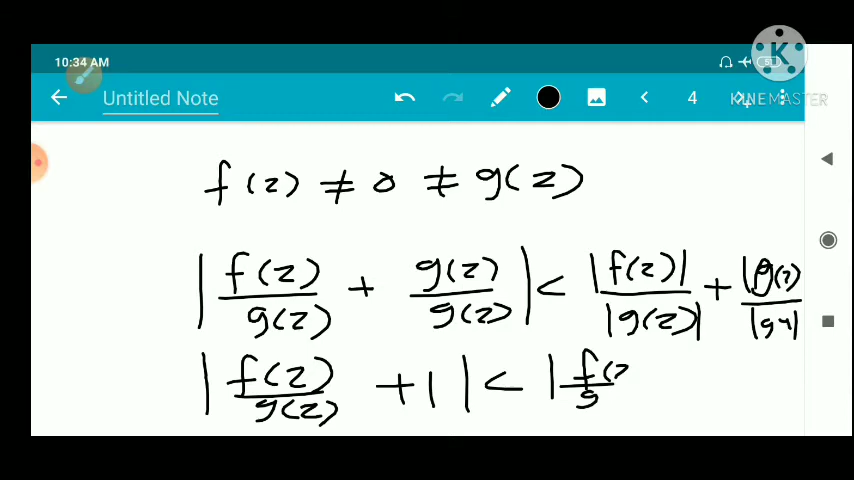 10:34 AM
K
Untitled Note
4
KINEMASTER
f(z) ≠ 0 ≠ g(z)
| f(z)/g(z) + g(z)/g(z) | < |f(z)|/|g(z)| + |g(z)|/
| f(z)/g(z) + 1 | < | f(z/g